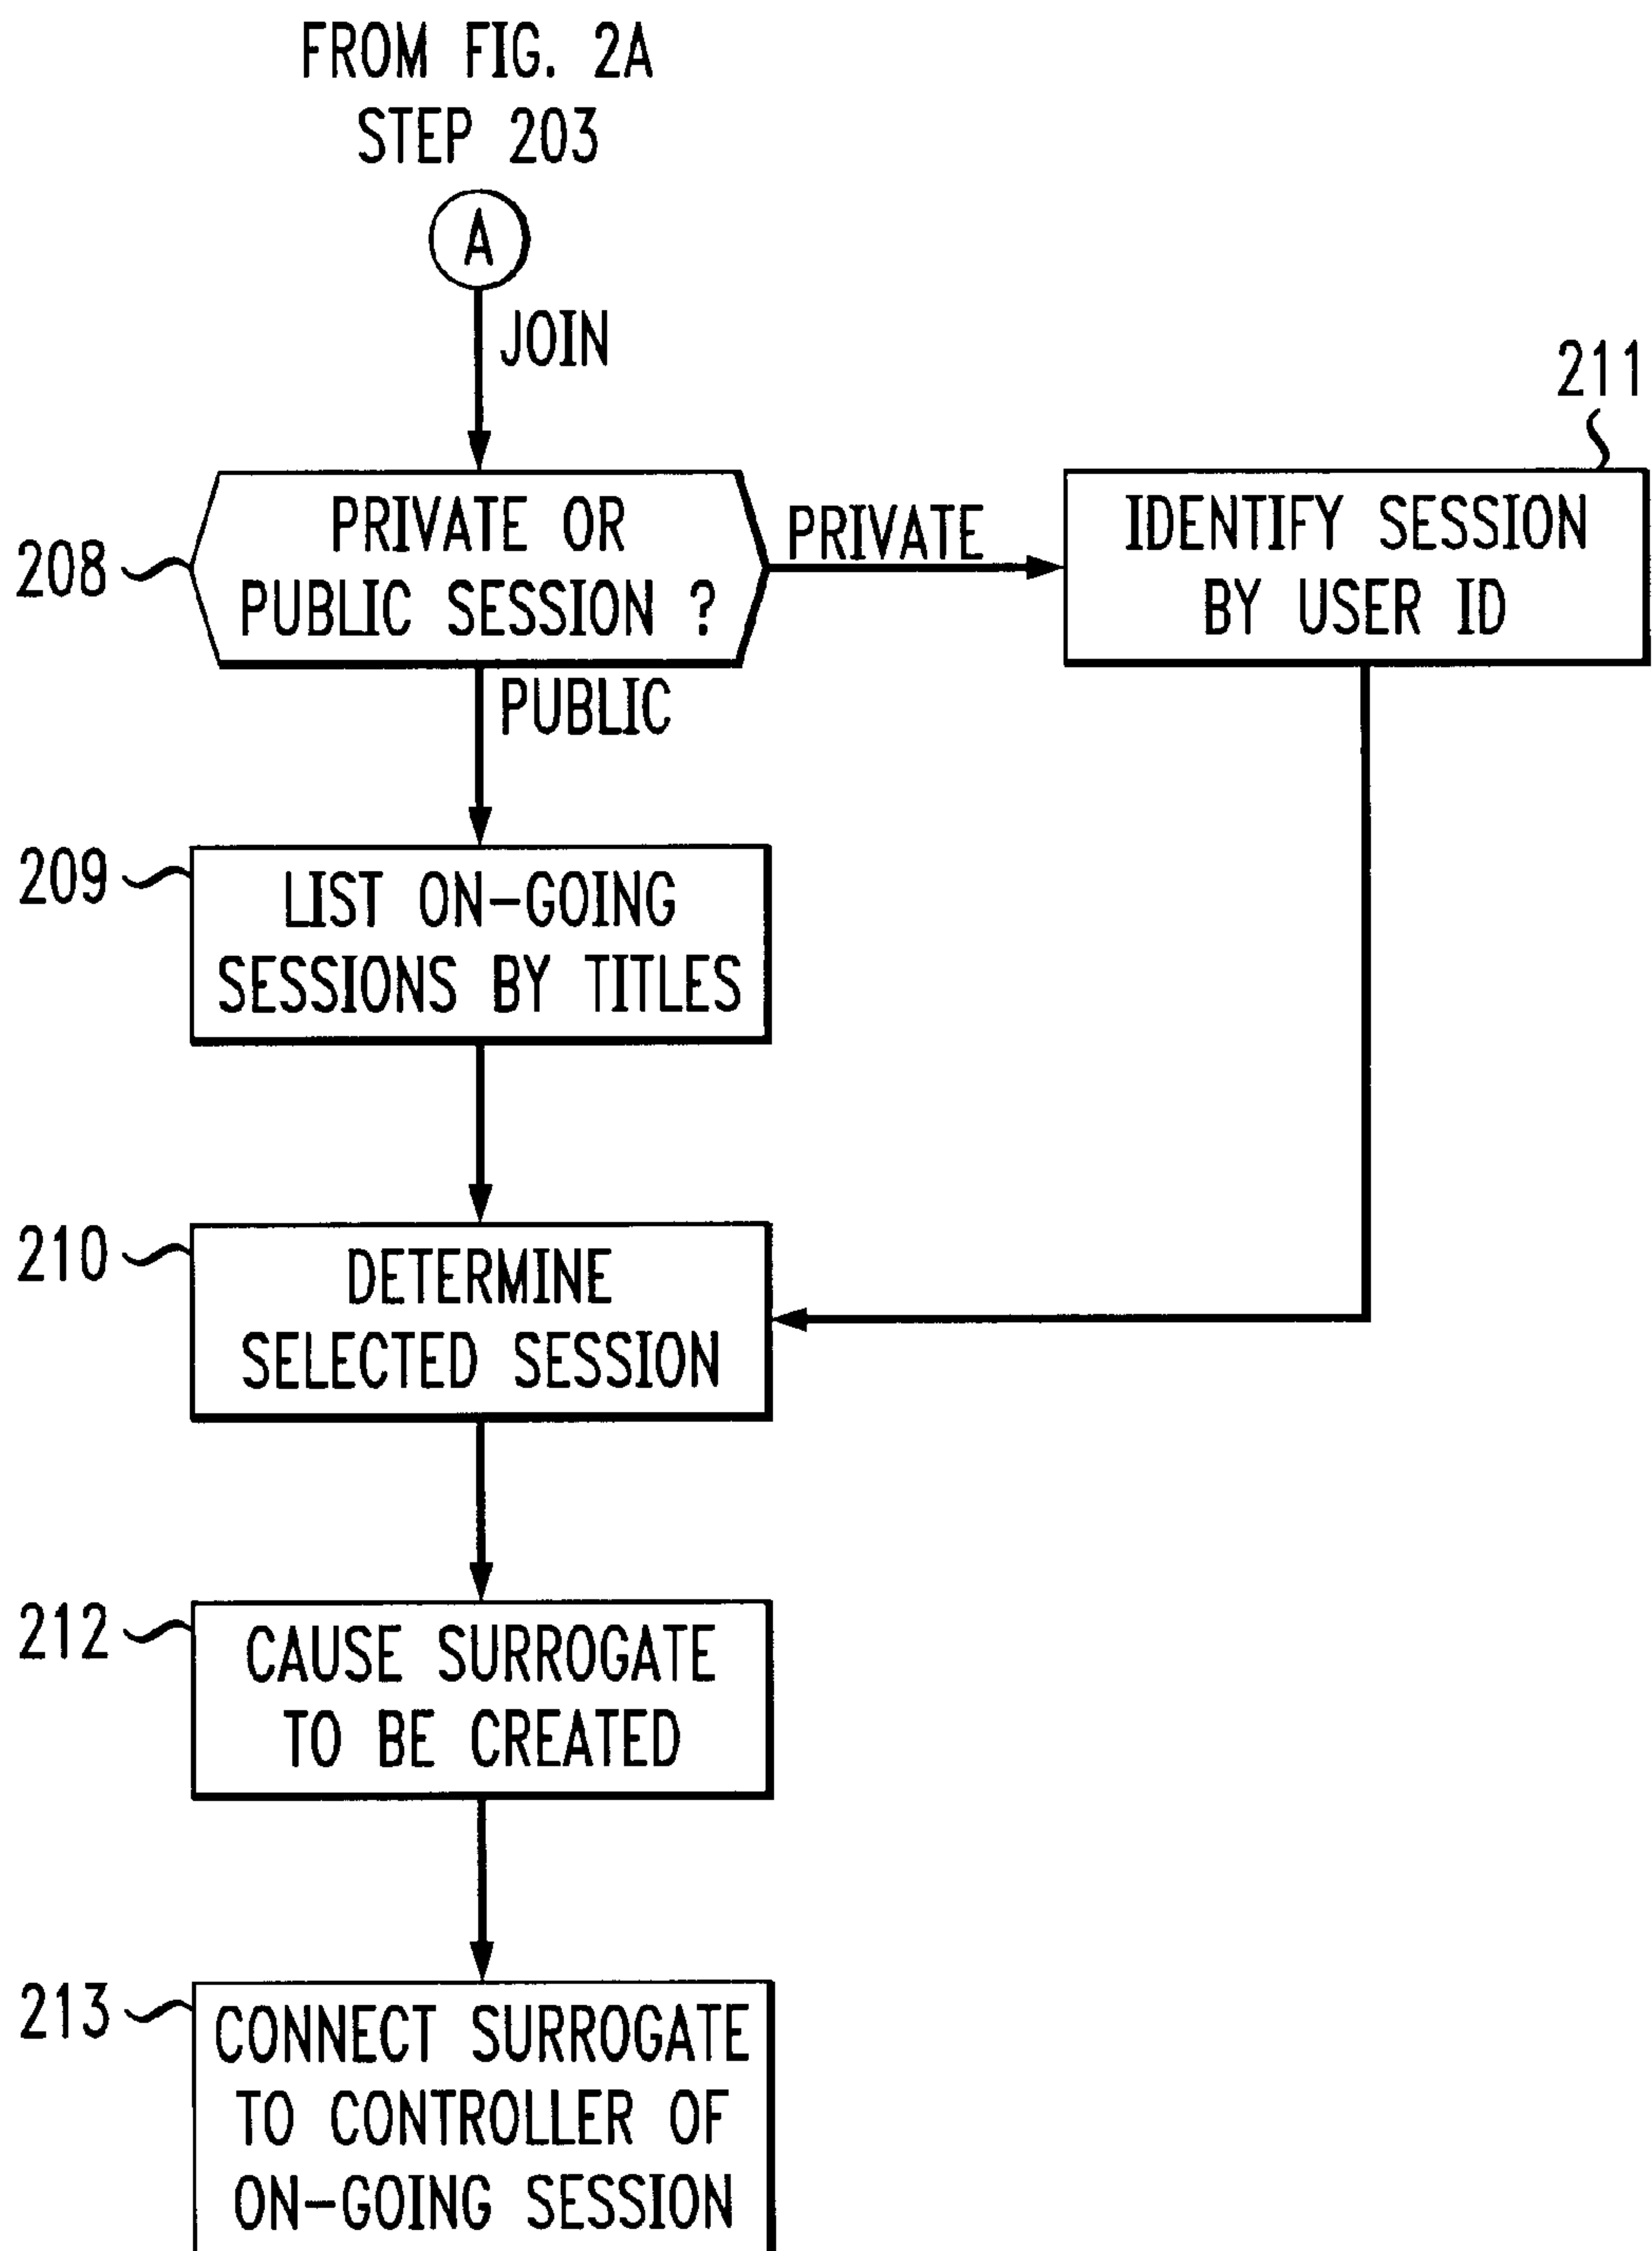 FROM FIG. 2A
STEP 203
A
JOIN
208
PRIVATE OR
PUBLIC SESSION ?
PRIVATE
211
IDENTIFY SESSION
BY USER ID
PUBLIC
209
LIST ON-GOING
SESSIONS BY TITLES
210
DETERMINE
SELECTED SESSION
212
CAUSE SURROGATE
TO BE CREATED
213
CONNECT SURROGATE
TO CONTROLLER OF
ON-GOING SESSION